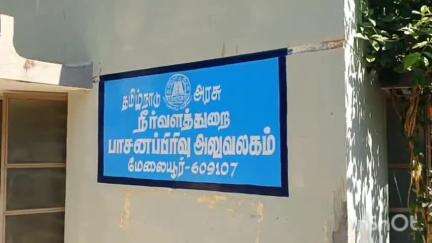 தமிழ்நாடு அரசு
நீர்வளத்துறை
பாசனப்பிரிவு அலுவலகம்
மேலையூர்-609107